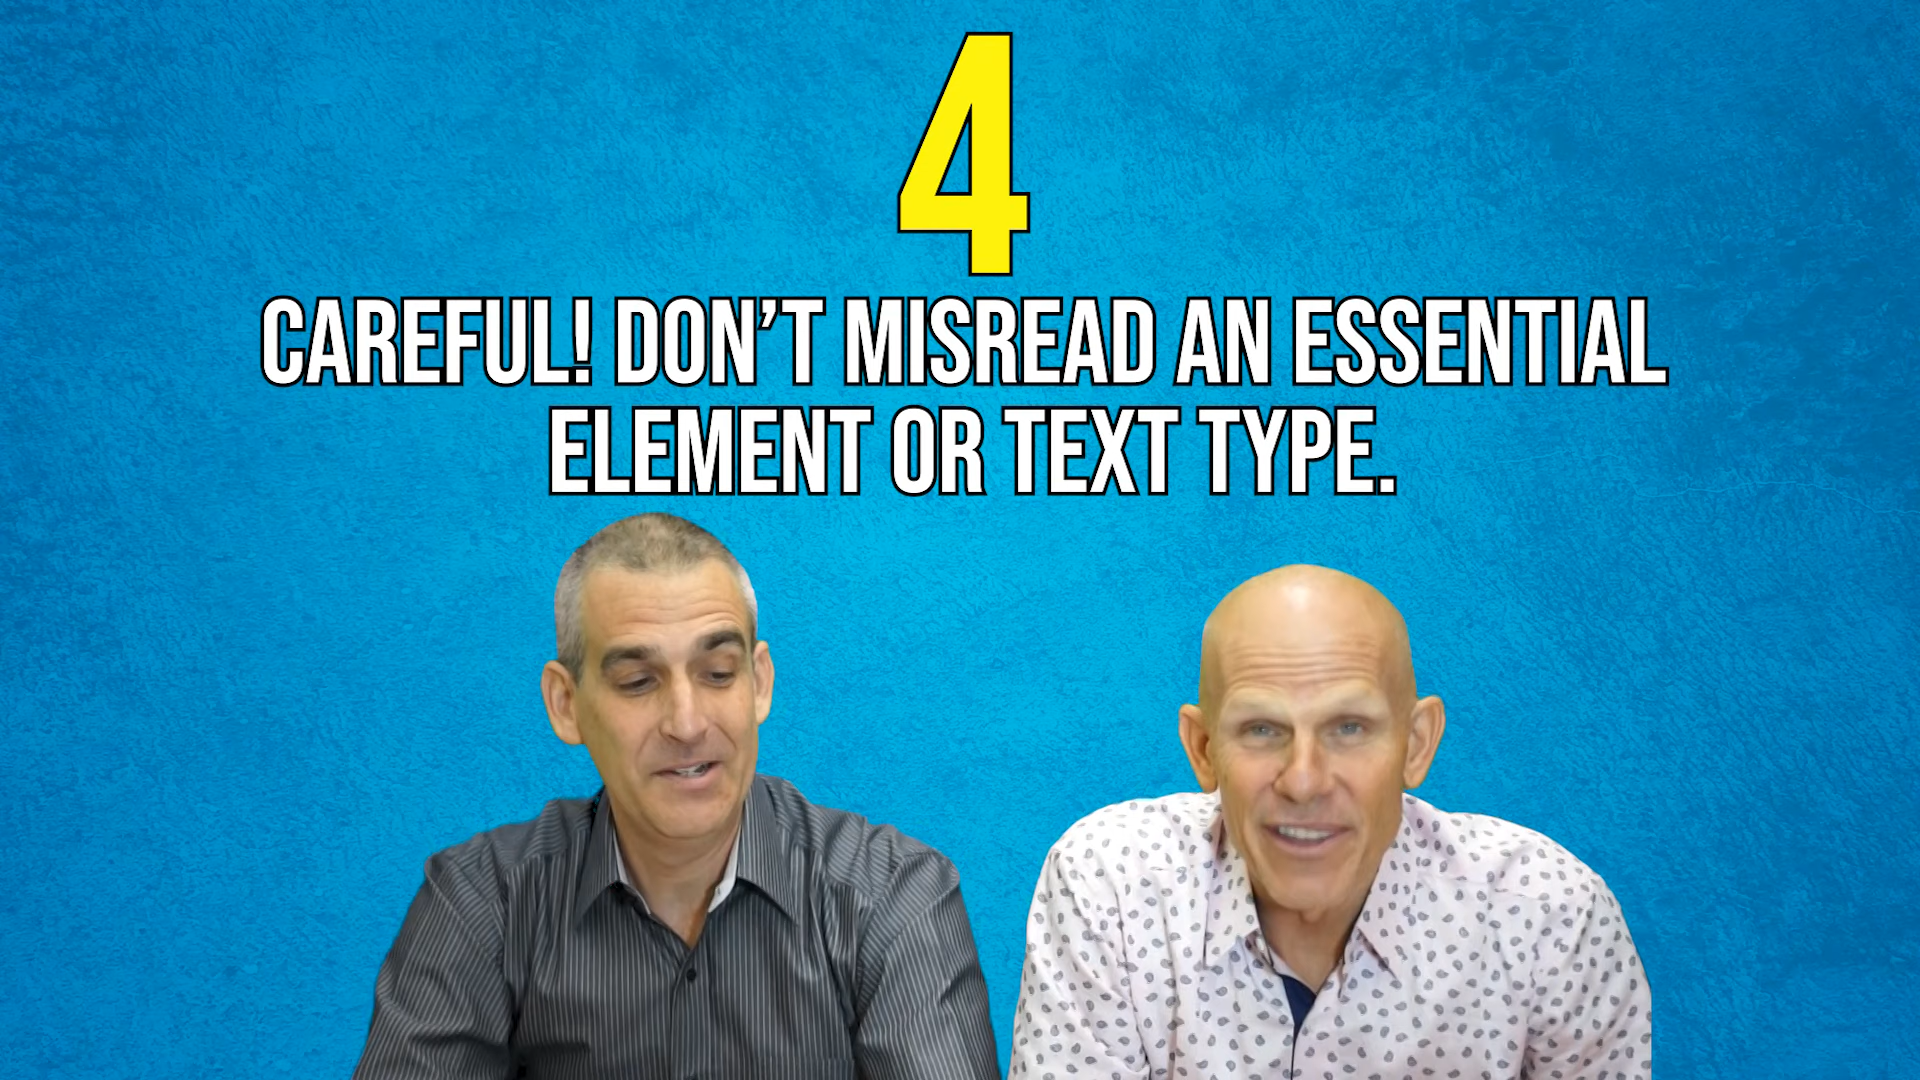 4
CAREFUL! DON’T MISREAD AN ESSENTIAL
ELEMENT OR TEXT TYPE.